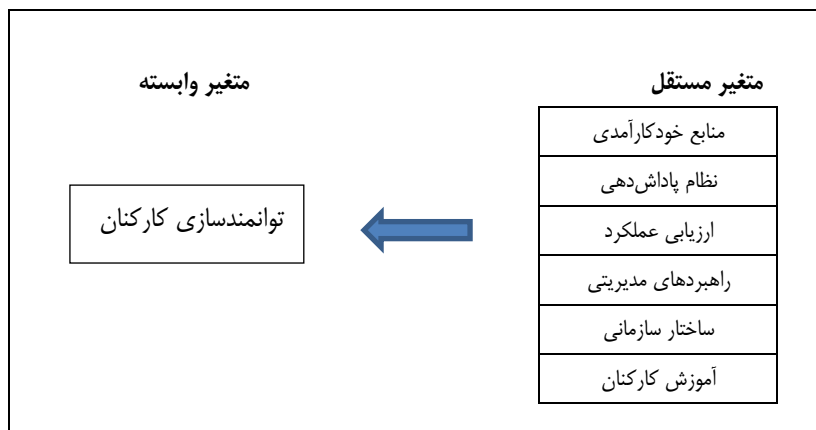 متغیر مستقل
منابع خودکارآمدی
نظام پاداش‌دهی
ارزیابی عملکرد
راهبردهای مدیریتی
ساختار سازمانی
آموزش کارکنان
متغیر وابسته
توانمندسازی کارکنان